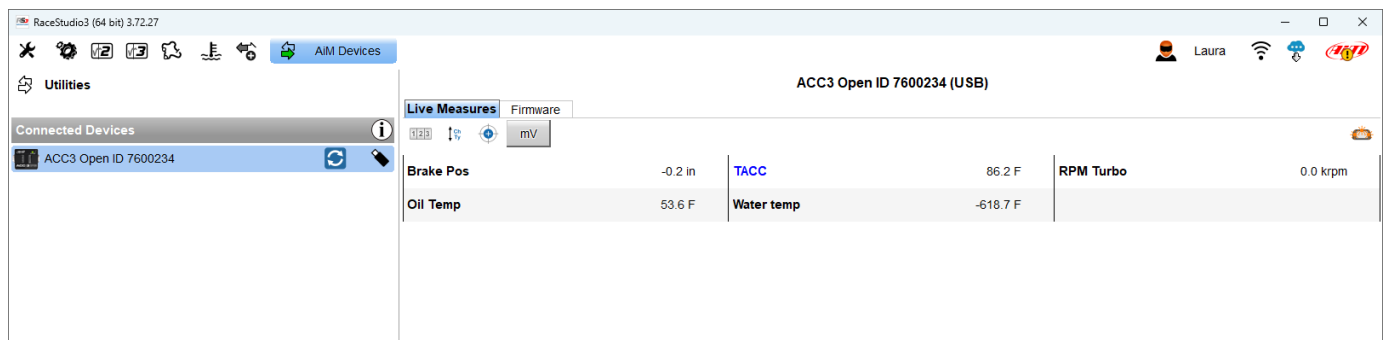 RaceStudio3 (64 bit) 3.72.27
AiM Devices
Laura
Utilities
ACC3 Open ID 7600234 (USB)
Live Measures Firmware
Connected Devices
mV
ACC3 Open ID 7600234
Brake Pos -0.2 in TACC 86.2 F RPM Turbo 0.0 krpm
Oil Temp 53.6 F Water temp -618.7 F